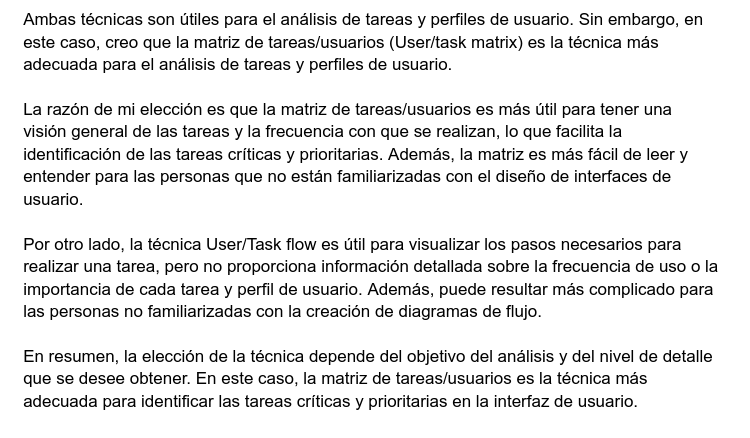 Ambas técnicas son útiles para el análisis de tareas y perfiles de usuario. Sin embargo, en
este caso, creo que la matriz de tareas/usuarios (User/task matrix) es la técnica más
adecuada para el análisis de tareas y perfiles de usuario.
La razón de mi elección es que la matriz de tareas/usuarios es más útil para tener una
visión general de las tareas y la frecuencia con que se realizan, lo que facilita la
identificación de las tareas críticas y prioritarias. Además, la matriz es más fácil de leer y
entender para las personas que no están familiarizadas con el diseño de interfaces de
usuario.
Por otro lado, la técnica User/Task flow es útil para visualizar los pasos necesarios para
realizar una tarea, pero no proporciona información detallada sobre la frecuencia de uso o la
importancia de cada tarea y perfil de usuario. Además, puede resultar más complicado para
las personas no familiarizadas con la creación de diagramas de flujo.
En resumen, la elección de la técnica depende del objetivo del análisis y del nivel de detalle
que se desee obtener. En este caso, la matriz de tareas/usuarios es la técnica más
adecuada para identificar las tareas críticas y prioritarias en la interfaz de usuario.